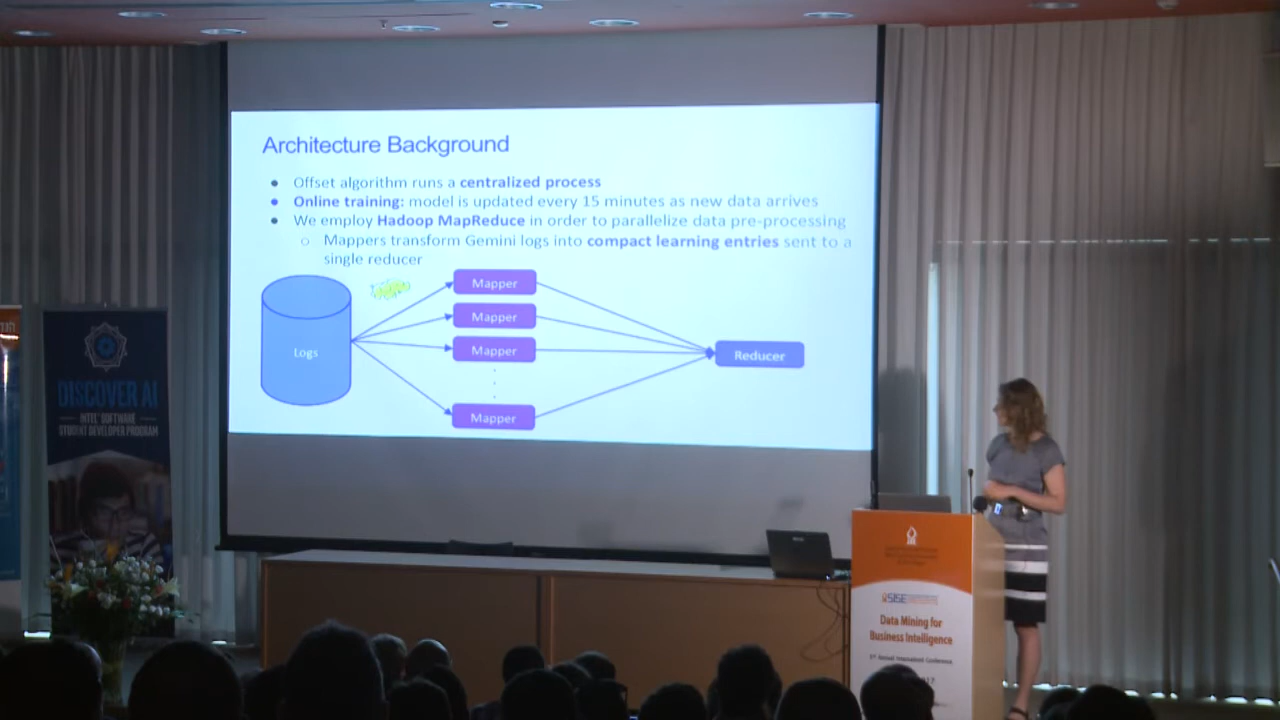 Architecture Background
● Offset algorithm runs a centralized process
● Online training: model is updated every 15 minutes as new data arrives
● We employ Hadoop MapReduce in order to parallelize data pre-processing
○ Mappers transform Gemini logs into compact learning entries sent to a
single reducer
Logs
Mapper
Mapper
Mapper
Mapper
Reducer
DISCOVER AI
INTEL SOFTWARE
STUDENT DEVELOPER PROGRAM
SISE
Data Mining for
Business Intelligence